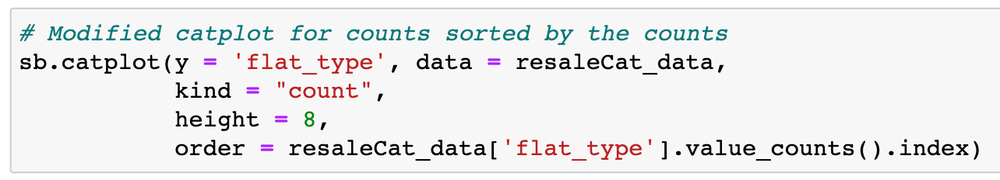 # Modified catplot for counts sorted by the counts
sb.catplot(y = 'flat_type', data = resaleCat_data,
           kind = "count",
           height = 8,
           order = resaleCat_data['flat_type'].value_counts().index)